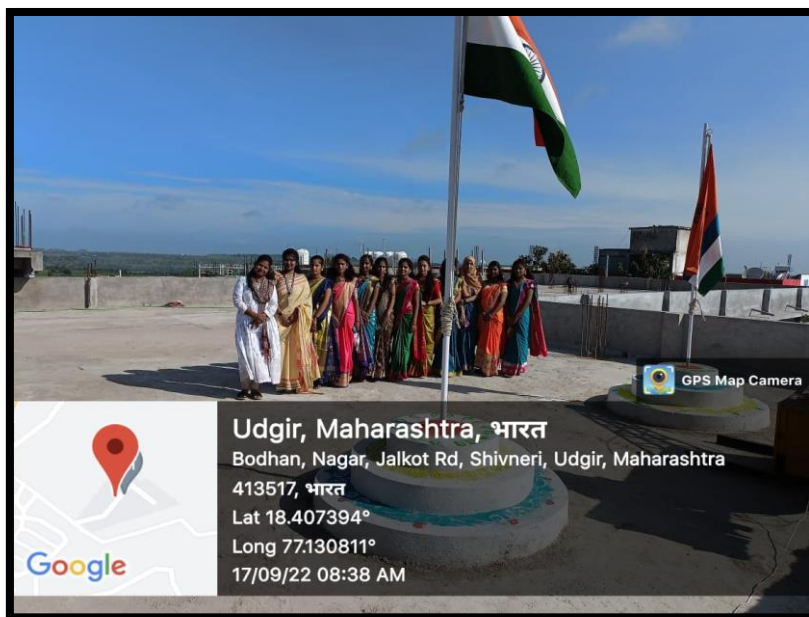 GPS Map Camera
Udgir, Maharashtra, भारत
Bodhan, Nagar, Jalkot Rd, Shivneri, Udgir, Maharashtra
413517, भारत
Lat 18.407394°
Long 77.130811°
17/09/22 08:38 AM
Google